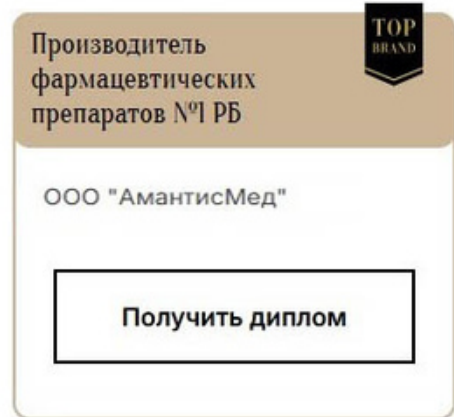 Производитель
фармацевтических
препаратов №1 РБ
TOP
BRAND
ООО "АмантисМед"
Получить диплом